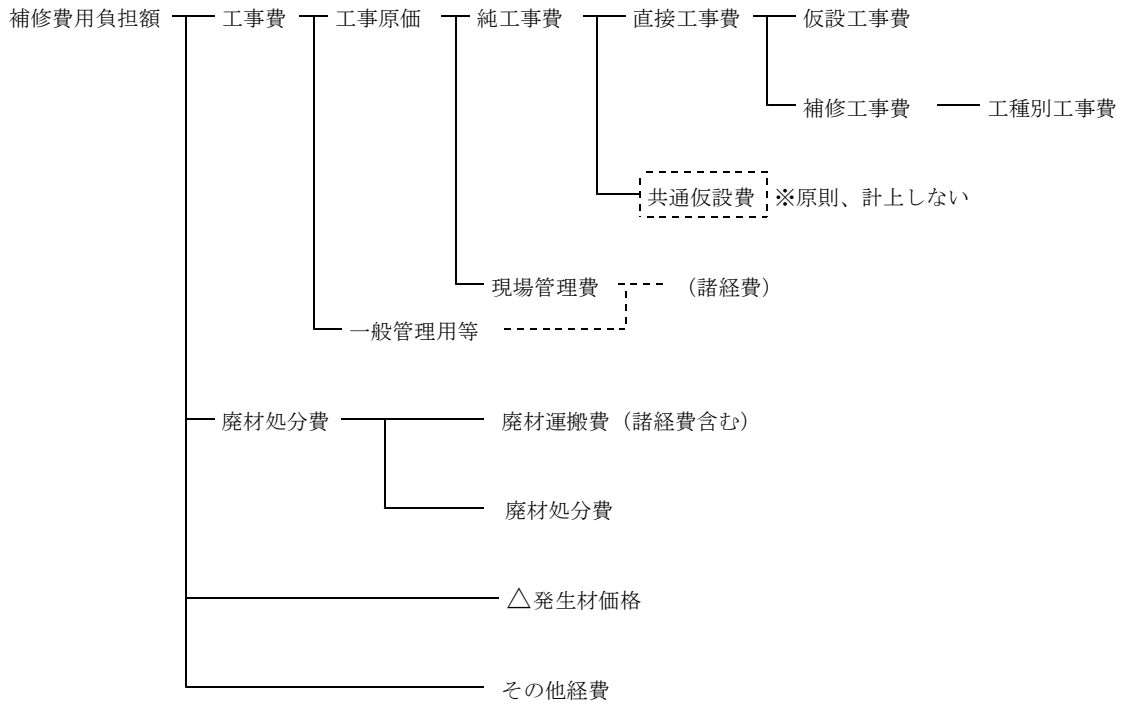 補修費用負担額 工事費 工事原価 純工事費 直接工事費 仮設工事費
補修工事費 工種別工事費
共通仮設費 ※原則、計上しない
現場管理費 （諸経費）
一般管理用等
廃材処分費 廃材運搬費（諸経費含む）
廃材処分費
△発生材価格
その他経費